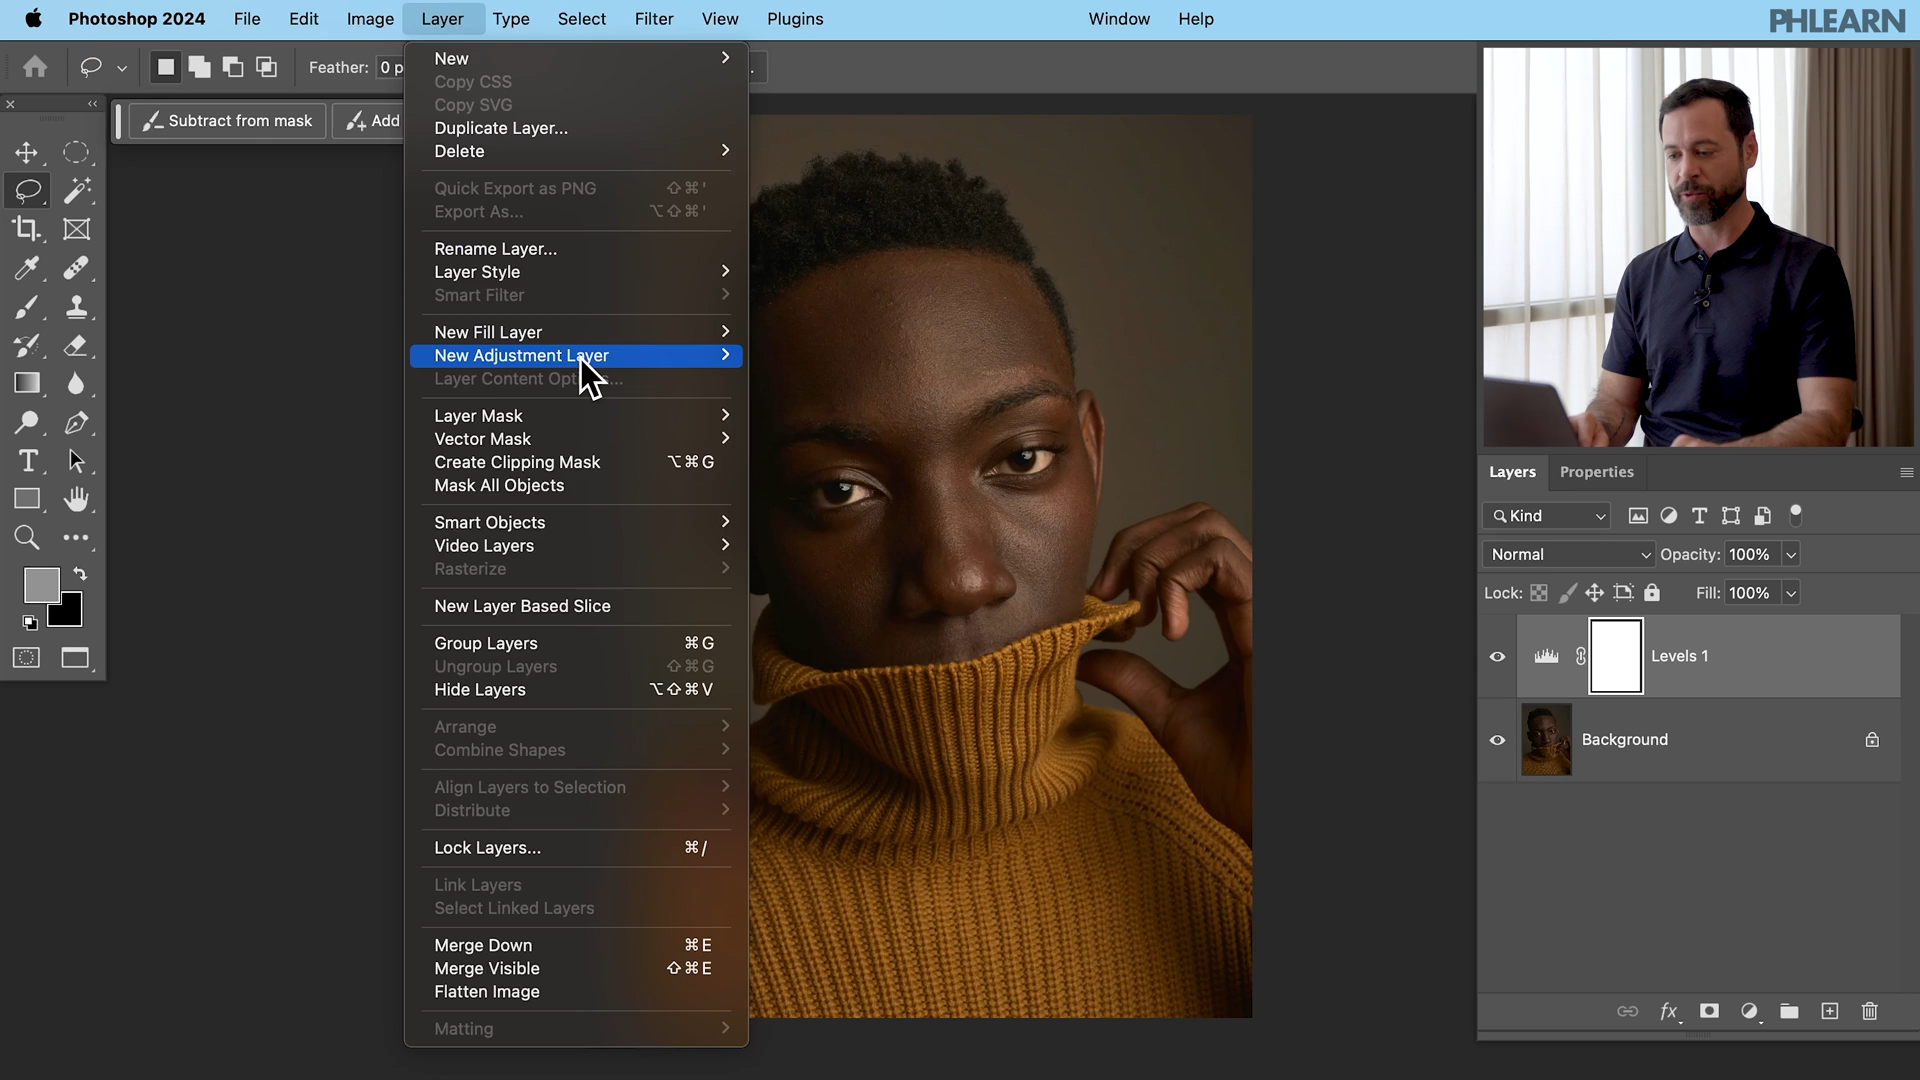 Photoshop 2024 File Edit Image Layer Type Select Filter View Plugins Window Help
PHLEARN
Feather: 0 p
Subtract from mask
Add
New
Copy CSS
Copy SVG
Duplicate Layer...
Delete
Quick Export as PNG ⇧⌘'
Export As... ⌥⇧⌘'
Rename Layer...
Layer Style
Smart Filter
New Fill Layer
New Adjustment Layer
Layer Content Opt...
Layer Mask
Vector Mask
Create Clipping Mask ⌥⌘G
Mask All Objects
Smart Objects
Video Layers
Rasterize
New Layer Based Slice
Group Layers ⌘G
Ungroup Layers ⇧⌘G
Hide Layers ⌥⇧⌘V
Arrange
Combine Shapes
Align Layers to Selection
Distribute
Lock Layers... ⌘/
Link Layers
Select Linked Layers
Merge Down ⌘E
Merge Visible ⇧⌘E
Flatten Image
Matting
Layers Properties
Kind
Normal Opacity: 100%
Lock: Fill: 100%
Levels 1
Background
fx